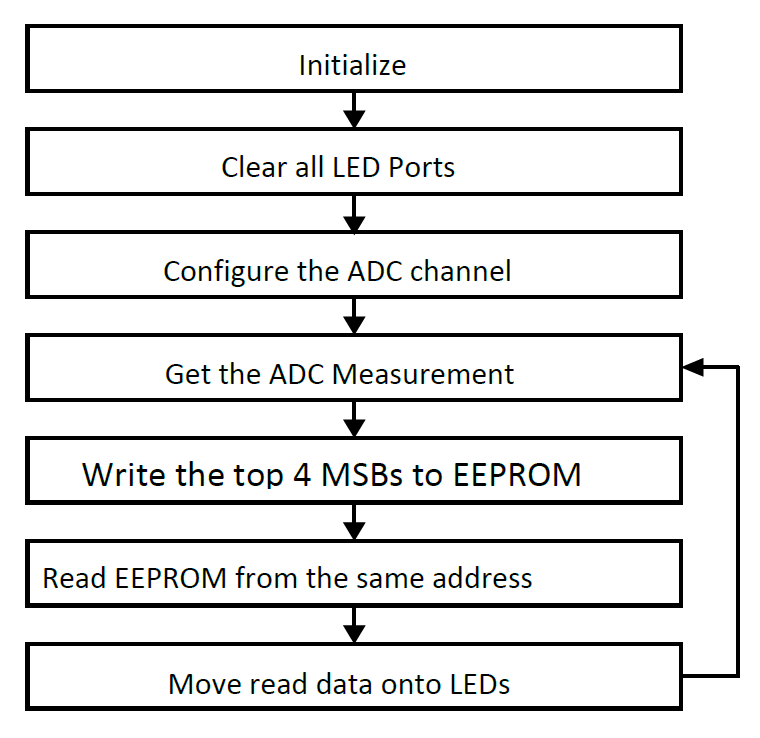 Initialize
Clear all LED Ports
Configure the ADC channel
Get the ADC Measurement
Write the top 4 MSBs to EEPROM
Read EEPROM from the same address
Move read data onto LEDs